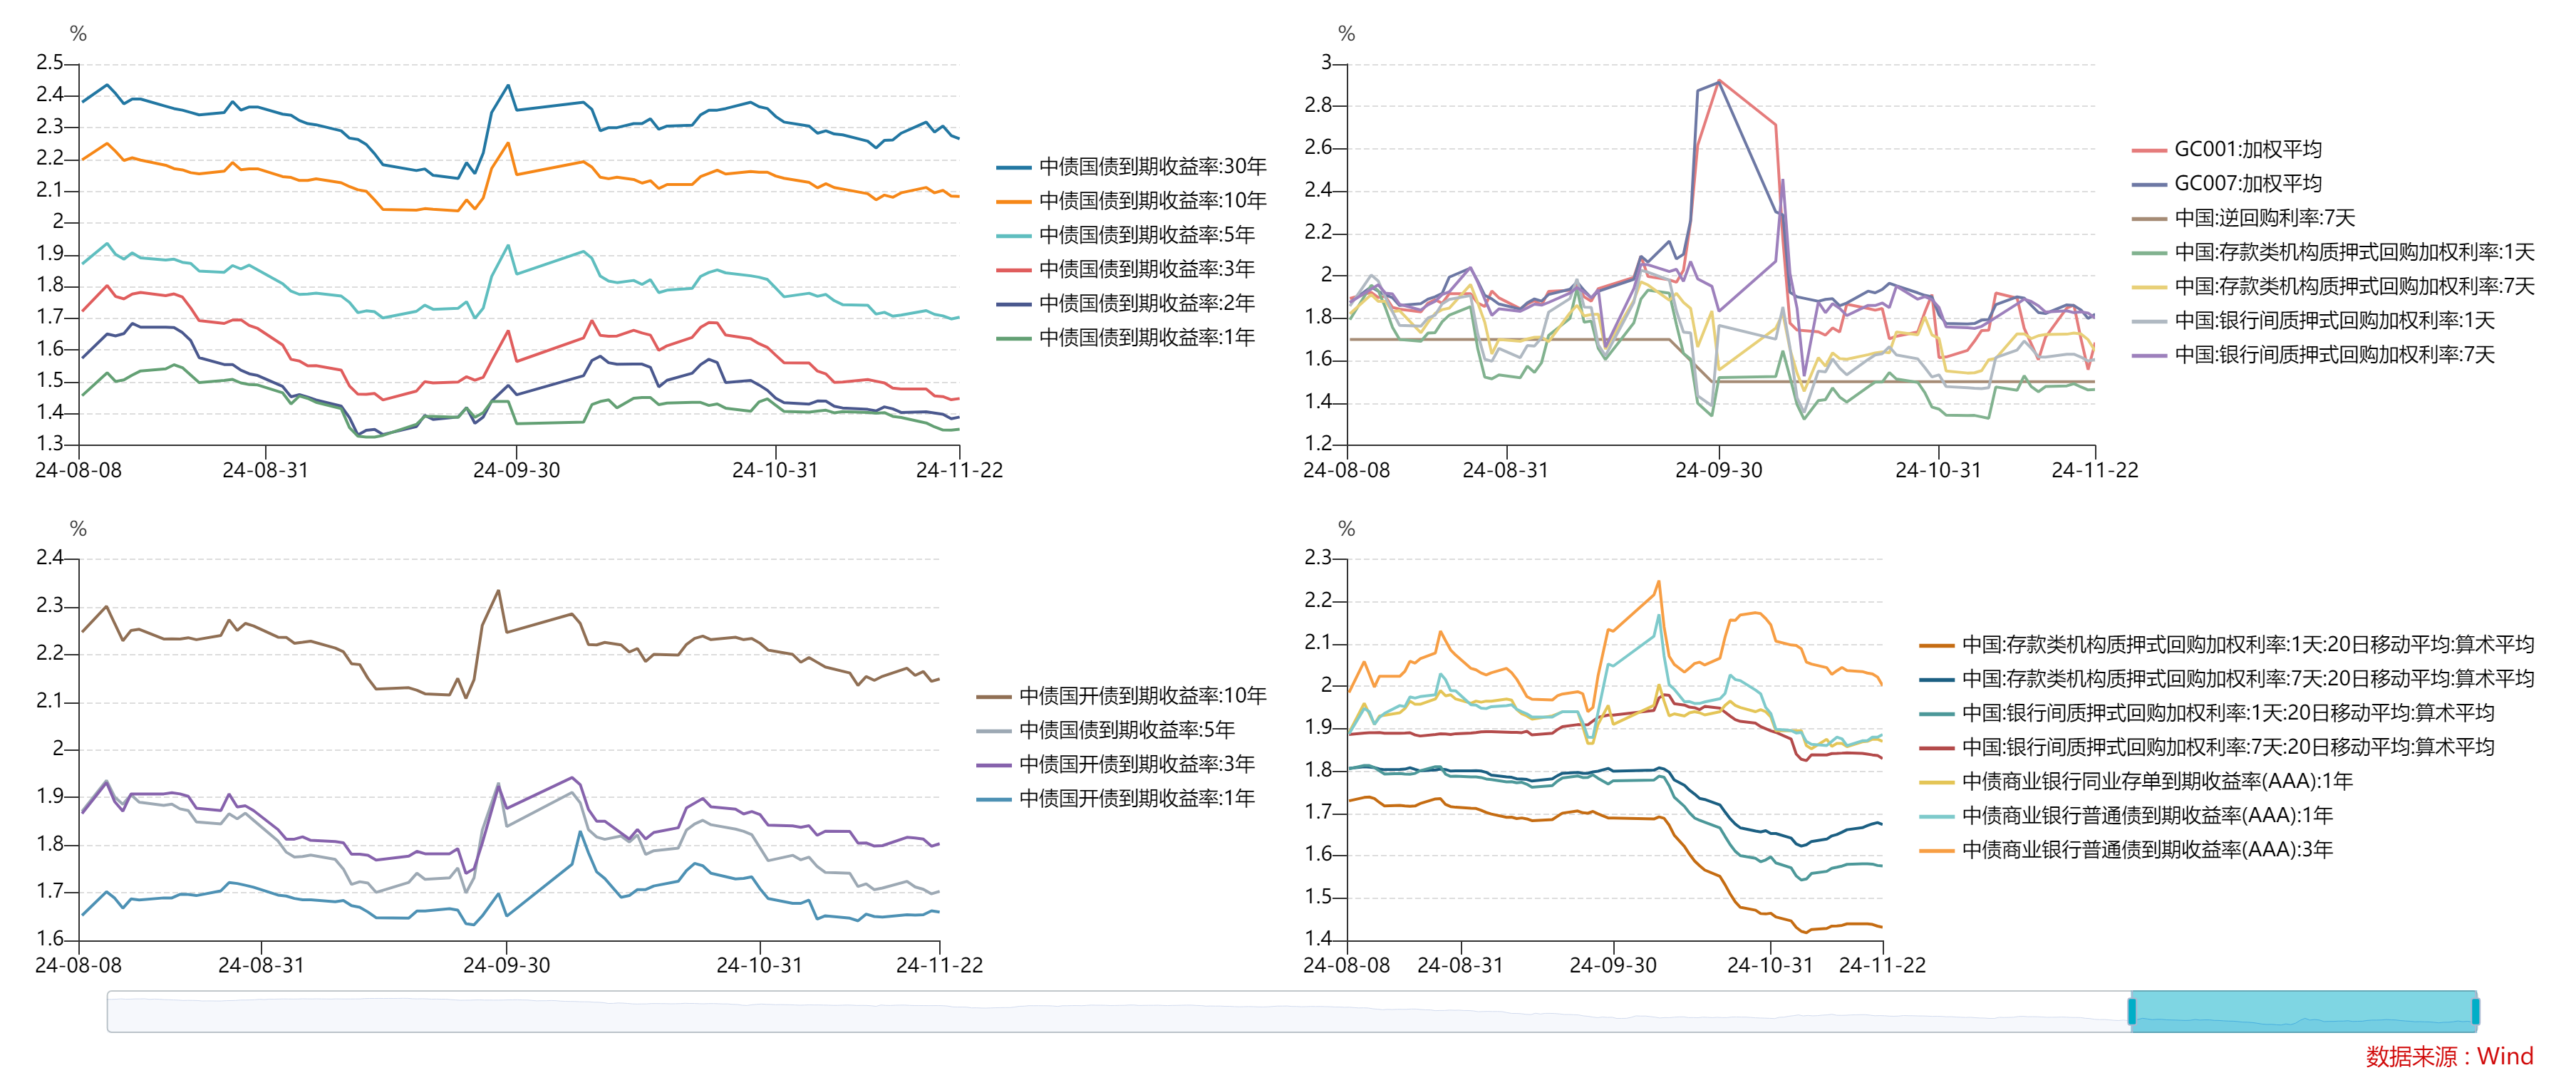 %
2.5
2.4
2.3
2.2
2.1
2
1.9
1.8
1.7
1.6
1.5
1.4
1.3
24-08-08
24-08-31
24-09-30
24-10-31
24-11-22
中债国债到期收益率:30年
中债国债到期收益率:10年
中债国债到期收益率:5年
中债国债到期收益率:3年
中债国债到期收益率:2年
中债国债到期收益率:1年
%
3
2.8
2.6
2.4
2.2
2
1.8
1.6
1.4
1.2
24-08-08
24-08-31
24-09-30
24-10-31
24-11-22
GC001:加权平均
GC007:加权平均
中国:逆回购利率:7天
中国:存款类机构质押式回购加权利率:1天
中国:存款类机构质押式回购加权利率:7天
中国:银行间质押式回购加权利率:1天
中国:银行间质押式回购加权利率:7天
%
2.4
2.3
2.2
2.1
2
1.9
1.8
1.7
1.6
24-08-08
24-08-31
24-09-30
24-10-31
24-11-22
中债国开债到期收益率:10年
中债国债到期收益率:5年
中债国开债到期收益率:3年
中债国开债到期收益率:1年
%
2.3
2.2
2.1
2
1.9
1.8
1.7
1.6
1.5
1.4
24-08-08
24-08-31
24-09-30
24-10-31
24-11-22
中国:存款类机构质押式回购加权利率:1天:20日移动平均:算术平均
中国:存款类机构质押式回购加权利率:7天:20日移动平均:算术平均
中国:银行间质押式回购加权利率:1天:20日移动平均:算术平均
中国:银行间质押式回购加权利率:7天:20日移动平均:算术平均
中债商业银行同业存单到期收益率(AAA):1年
中债商业银行普通债到期收益率(AAA):1年
中债商业银行普通债到期收益率(AAA):3年
数据来源：Wind